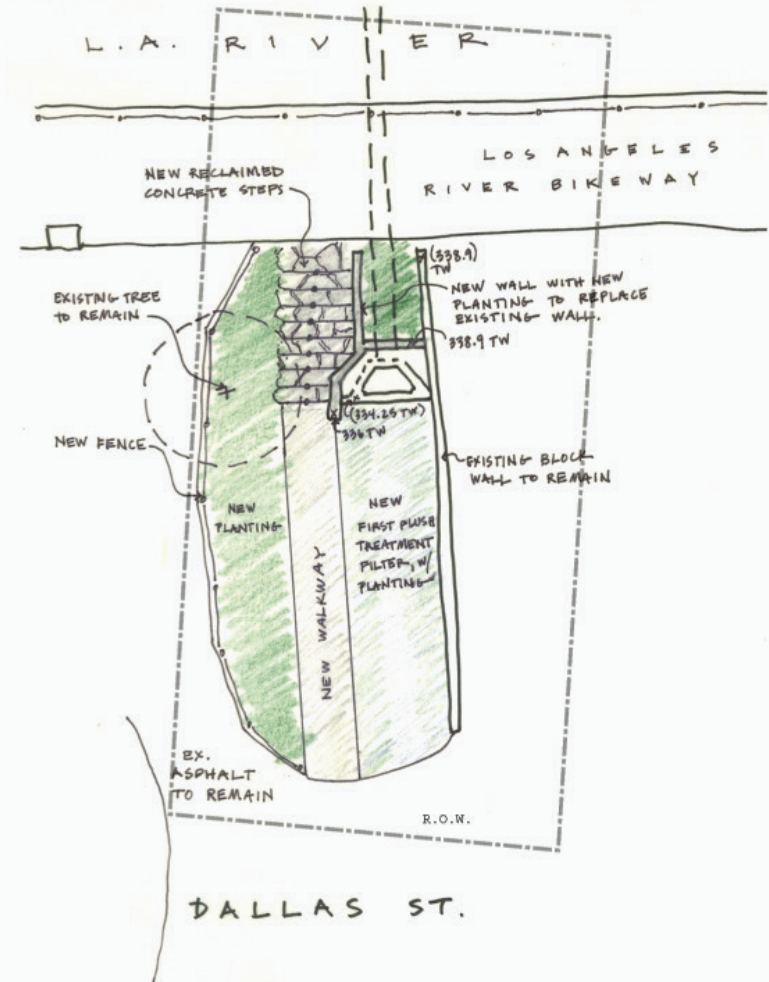 L.A. RIVER
LOS ANGELES
RIVER BIKEWAY
NEW RECLAIMED
CONCRETE STEPS
(338.9)
TW
NEW WALL WITH NEW
PLANTING TO REPLACE
EXISTING WALL.
EXISTING TREE
TO REMAIN
338.9 TW
(334.25 TW)
336 TW
NEW FENCE
EXISTING BLOCK
WALL TO REMAIN
NEW
PLANTING
NEW
FIRST FLUSH
TREATMENT
FILTER, W/
PLANTING
NEW WALKWAY
EX.
ASPHALT
TO REMAIN
R.O.W.
DALLAS ST.